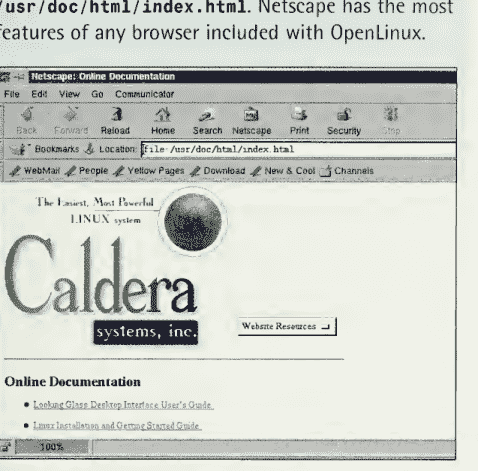 /usr/doc/html/index.html. Netscape has the most
features of any browser included with OpenLinux.
Netscape: Online Documentation
File Edit View Go Communicator
Back Forward Reload Home Search Netscape Print Security Stop
Bookmarks Location: file:/usr/doc/html/index.html
WebMail People Yellow Pages Download New & Cool Channels
The Easiest, Most Powerful
LINUX system
Caldera
systems, inc.
Website Resources
Online Documentation
Looking Glass Desktop Interface User's Guide
Linux Installation and Getting Started Guide
100%